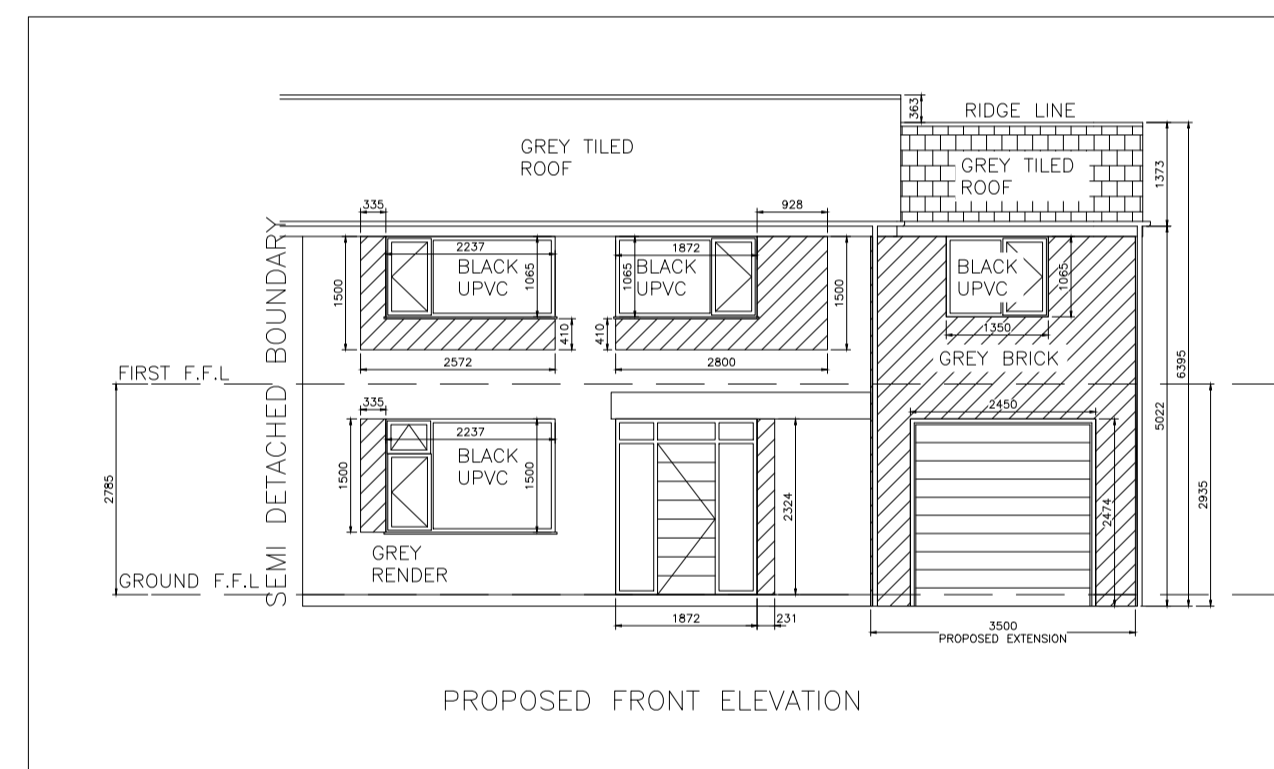 363
RIDGE LINE
GREY TILED
ROOF
GREY TILED
ROOF
1373
335
928
2237
1872
BLACK
UPVC
1065
1065
BLACK
UPVC
BLACK
UPVC
1065
1500
1500
410
410
1350
2572
2800
GREY BRICK
6395
5022
SEMI DETACHED BOUNDARY
FIRST F.F.L
335
2450
2237
BLACK
UPVC
1500
1500
2785
2324
2474
2935
GREY
RENDER
GROUND F.F.L
1872
231
3500
PROPOSED EXTENSION
PROPOSED FRONT ELEVATION